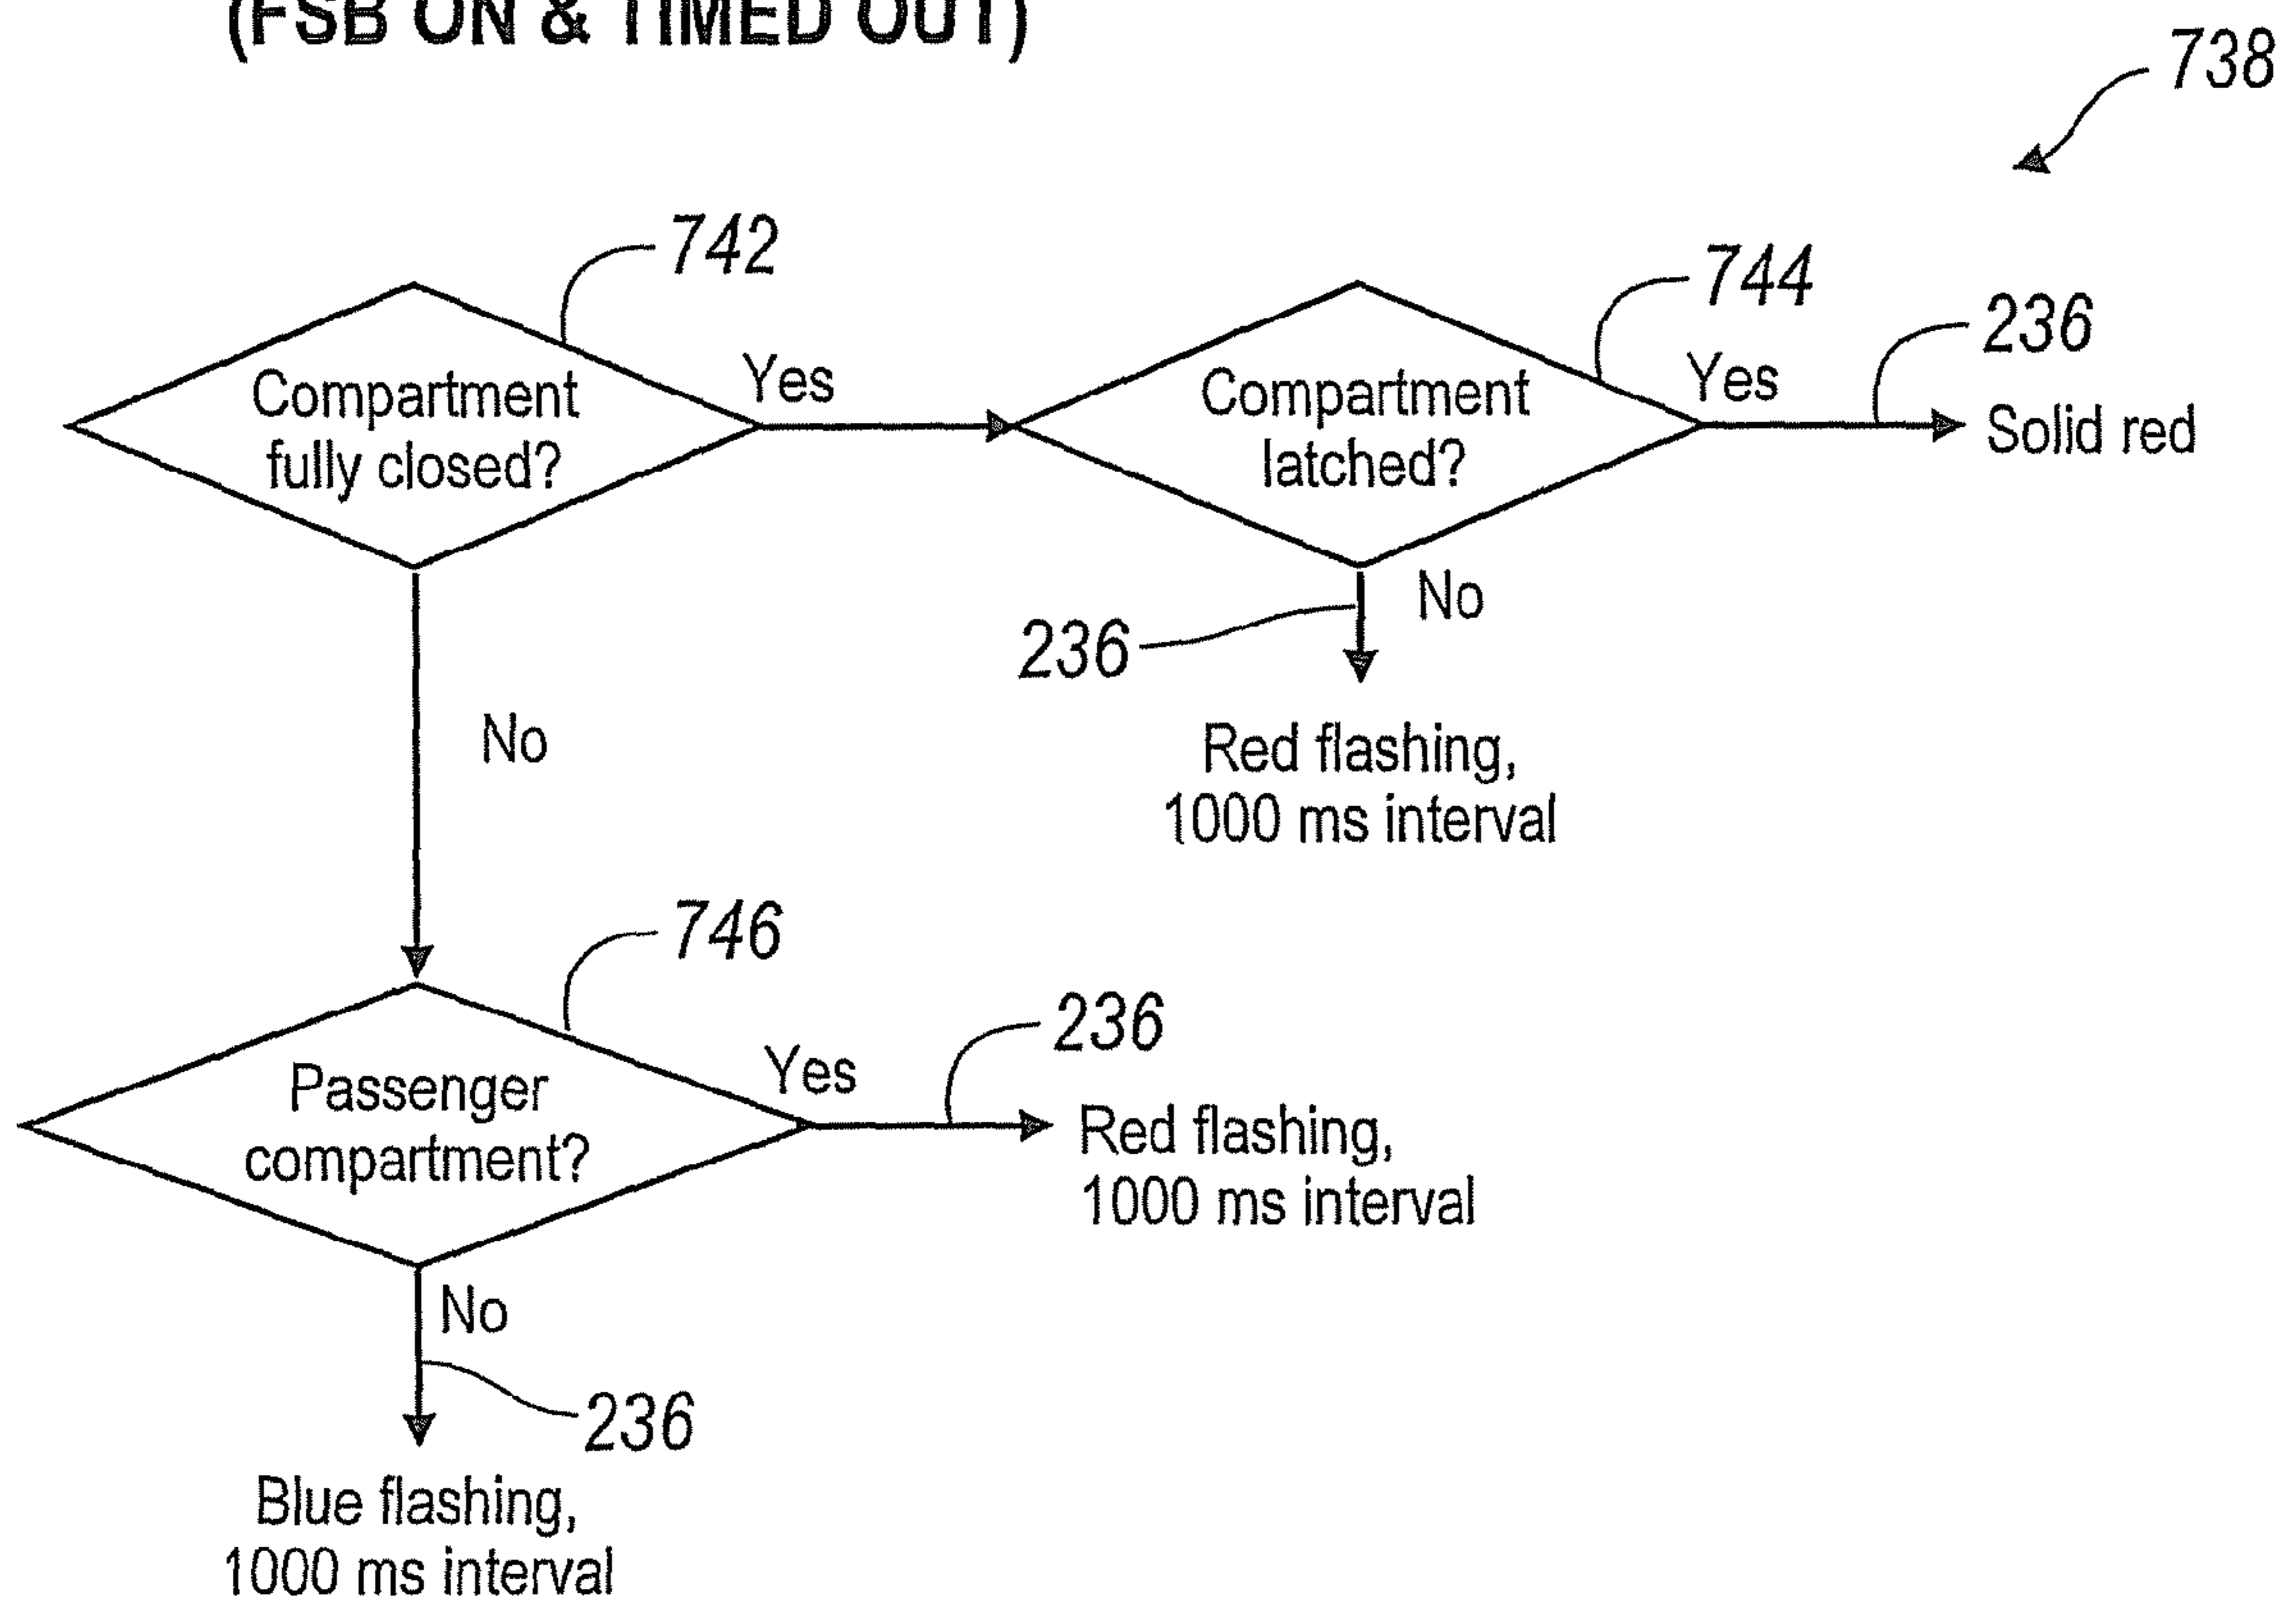 (FSB ON & TIMED OUT)
738
742
744
236
Compartment
fully closed?
Yes
Compartment
latched?
Yes
Solid red
No
236
Red flashing,
1000 ms interval
No
746
236
Passenger
compartment?
Yes
Red flashing,
1000 ms interval
No
236
Blue flashing,
1000 ms interval